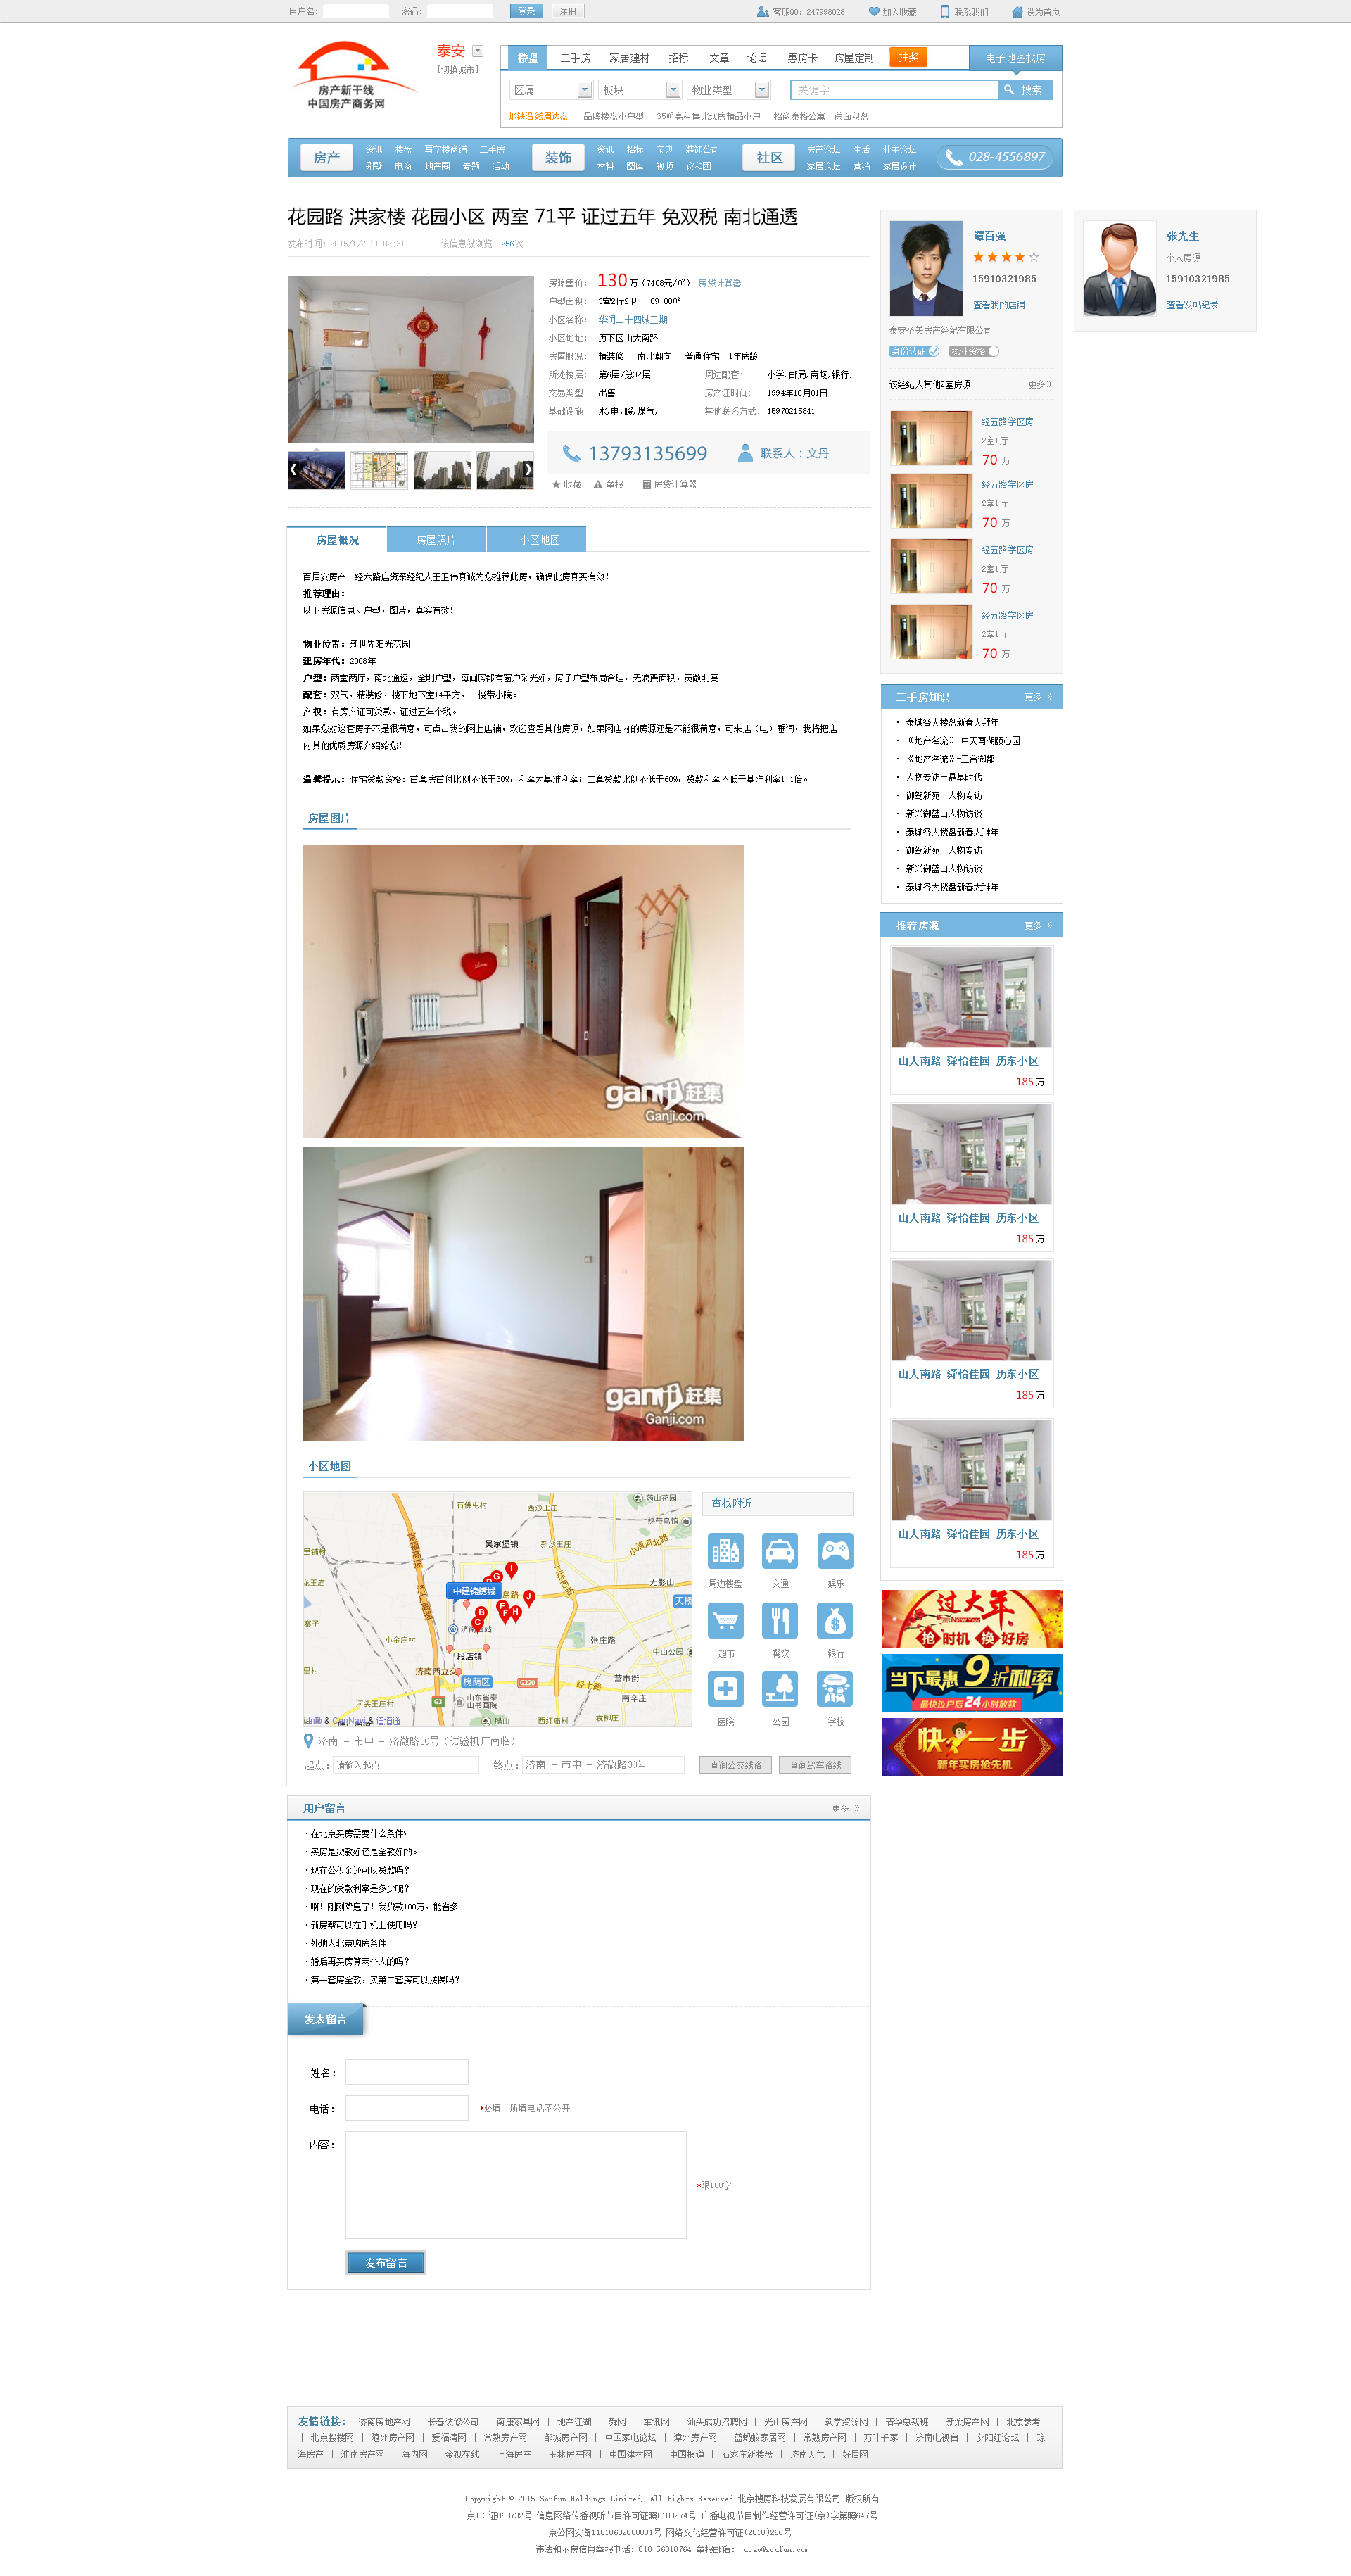 用户名： 密码： 登录 注册 客服QQ：247998028 加入收藏 联系我们 设为首页
房产新干线
中国房产商务网
泰安
[切换城市]
楼盘 二手房 家居建材 招标 文章 论坛 惠房卡 房屋定制 抽奖 电子地图找房
区属 板块 物业类型 关键字 搜索
地铁沿线周边盘 品牌楼盘小户型 35㎡高租售比现房精品小户 招商泰格公寓 送面积盘
房产 资讯 楼盘 写字楼商铺 二手房 装饰 资讯 招标 宝典 装饰公司 社区 房产论坛 生活 业主论坛 028-4556897
别墅 电商 地产圈 专题 活动 材料 图库 视频 议和团 家居论坛 营销 家居设计
花园路 洪家楼 花园小区 两室 71平 证过五年 免双税 南北通透
发布时间：2015/1/2 11:02:31 该信息被浏览 256次
房源售价： 130万（7408元/㎡） 房贷计算器
户型面积： 3室2厅2卫 89.00㎡
小区名称： 华润二十四城三期
小区地址： 历下区山大南路
房屋概况： 精装修 南北朝向 普通住宅 1年房龄
所处楼层： 第6层/总32层 周边配套： 小学,邮局,商场,银行,
交易类型： 出售 房产证时间： 1994年10月01日
基础设施： 水,电,暖,煤气, 其他联系方式： 15970215841
13793135699 联系人：文丹
收藏 举报 房贷计算器
谭百强
15910321985
查看我的店铺
泰安圣美房产经纪有限公司
身份认证 执业资格
该经纪人其他2室房源 更多》
经五路学区房
2室1厅
70 万
经五路学区房
2室1厅
70 万
经五路学区房
2室1厅
70 万
经五路学区房
2室1厅
70 万
张先生
个人房源
15910321985
查看发帖纪录
房屋概况 房屋照片 小区地图
百居安房产 经六路店资深经纪人王卫伟真诚为您推荐此房，确保此房真实有效！
推荐理由：
以下房源信息、户型，图片，真实有效！
物业位置：新世界阳光花园
建房年代：2008年
户型：两室两厅，南北通透，全明户型，每间房都有窗户采光好，房子户型布局合理，无浪费面积，宽敞明亮
配套：双气，精装修，楼下地下室14平方，一楼带小院。
产权：有房产证可贷款，证过五年个税。
如果您对这套房子不是很满意，可点击我的网上店铺，欢迎查看其他房源，如果网店内的房源还是不能很满意，可来店（电）垂询，我将把店
内其他优质房源介绍给您！
温馨提示：住宅贷款资格：首套房首付比例不低于30%，利率为基准利率；二套贷款比例不低于60%，贷款利率不低于基准利率1.1倍。
二手房知识 更多 》
· 泰城各大楼盘新春大拜年
· 《地产名流》-中天南湖颐心园
· 《地产名流》-三合御都
· 人物专访—鼎基时代
· 御驾新苑—人物专访
· 新兴御蓝山人物访谈
· 泰城各大楼盘新春大拜年
· 御驾新苑—人物专访
· 新兴御蓝山人物访谈
· 泰城各大楼盘新春大拜年
房屋图片
ganji赶集
Ganji.com
ganji赶集
Ganji.com
推荐房源 更多 》
山大南路 舜怡佳园 历东小区
185 万
山大南路 舜怡佳园 历东小区
185 万
山大南路 舜怡佳园 历东小区
185 万
山大南路 舜怡佳园 历东小区
185 万
过大年
抢时机 换好房
当下最惠9折利率
快一步
新年买房抢先机
小区地图
石佛屯村 西沙王庄 药山花园
热带鸟馆
吴家堡镇 新沙王庄 小清河北路
京福高速 二环西路 无影山
中建锦绣城 天桥
济广高速 张庄路
小金庄村 段店镇 中山公园
济南西立交 槐荫区 G220 经十路 营市街
南辛庄
河头王庄村 G3 山东省泰山书画院 袁柳庄
腊山 西红庙村
& CenNavi & 道道通
查找附近
周边楼盘 交通 娱乐
超市 餐饮 银行
医院 公园 学校
济南 - 市中 - 济微路30号（试验机厂南临）
起点： 请输入起点 终点： 济南 - 市中 - 济微路30号 查询公交线路 查询驾车路线
用户留言 更多 》
·在北京买房需要什么条件?
·买房是贷款好还是全款好的。
·现在公积金还可以贷款吗？
·现在的贷款利率是多少呢？
·啊！刚刚降息了！我贷款100万，能省多
·新房帮可以在手机上使用吗？
·外地人北京购房条件
·婚后再买房算两个人的吗？
·第一套房全款，买第二套房可以按揭吗？
发表留言
姓名：
电话： *必填 所填电话不公开
内容：
*限100字
发布留言
友情链接： 济南房地产网 | 长春装修公司 | 南康家具网 | 地产江湖 | 舜网 | 车讯网 | 汕头成功招聘网 | 光山房产网 | 教学资源网 | 清华总裁班 | 新余房产网 | 北京参考
| 北京搜楼网 | 随州房产网 | 爱福清网 | 常熟房产网 | 邹城房产网 | 中国家电论坛 | 漳州房产网 | 蓝蚂蚁家居网 | 常熟房产网 | 万叶千家 | 济南电视台 | 夕阳红论坛 | 琼
海房产 | 淮南房产网 | 海内网 | 金视在线 | 上海房产 | 玉林房产网 | 中国建材网 | 中国报道 | 石家庄新楼盘 | 济南天气 | 好居网
Copyright © 2015 Soufun Holdings Limited, All Rights Reserved 北京搜房科技发展有限公司 版权所有
京ICP证060732号 信息网络传播视听节目许可证照0108274号 广播电视节目制作经营许可证(京)字第照647号
京公网安备11010602000001号 网络文化经营许可证(2010)266号
违法和不良信息举报电话：010-56318764 举报邮箱：jubao@soufun.com